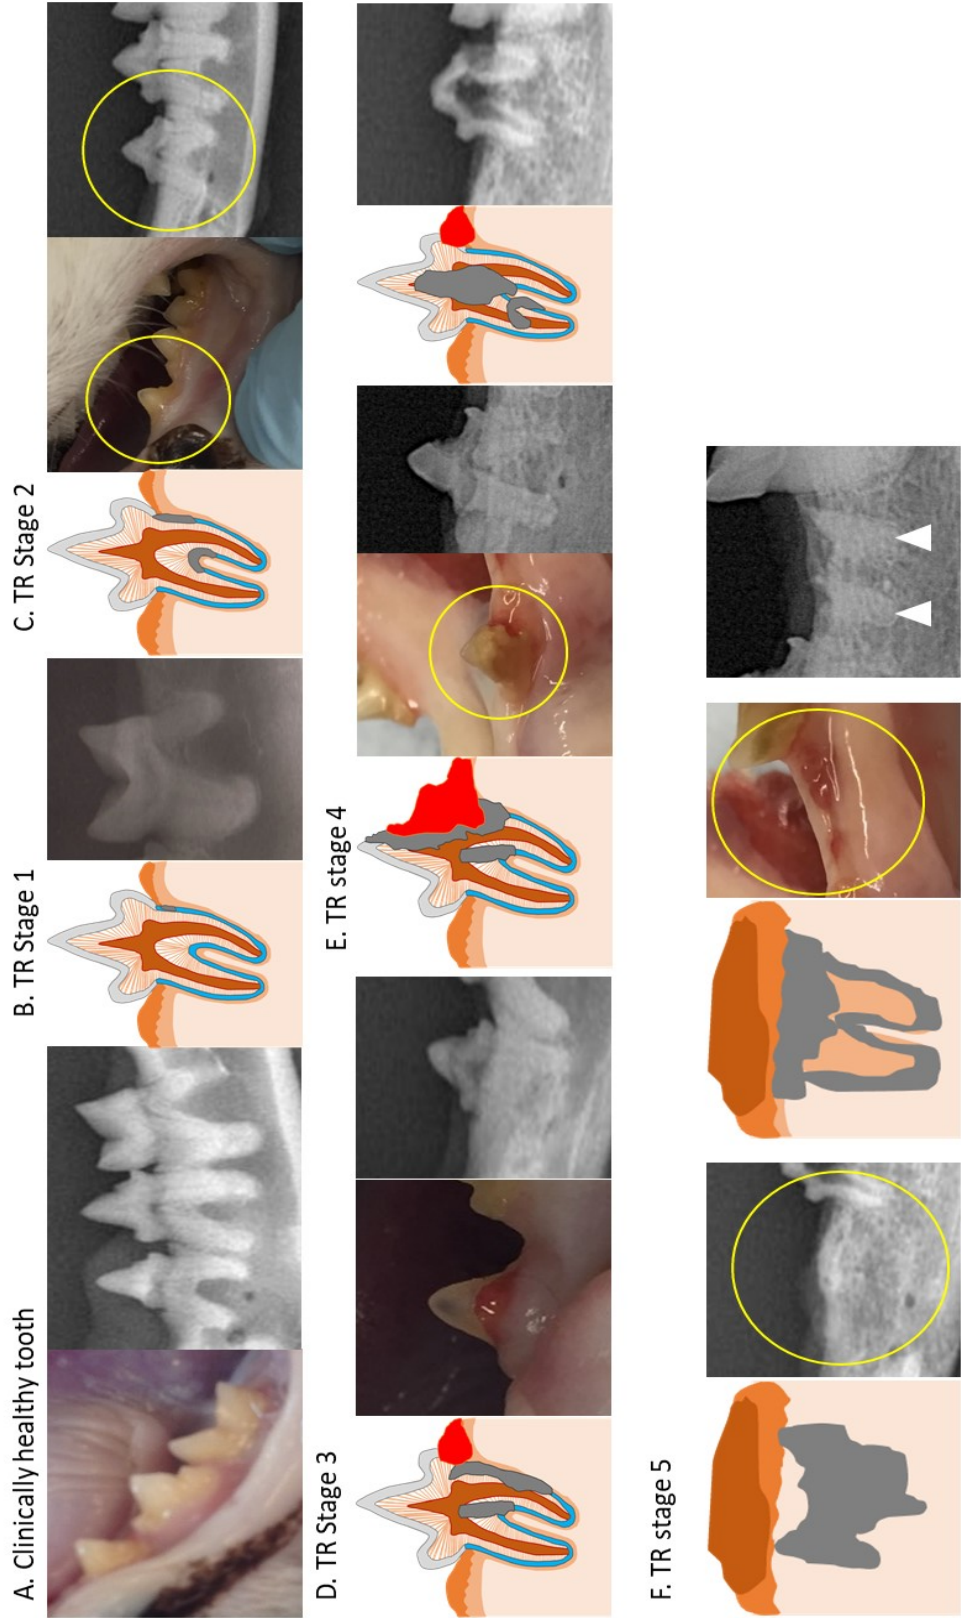 A. Clinically healthy tooth
B. TR Stage 1
C. TR Stage 2
D. TR Stage 3
E. TR stage 4
F. TR stage 5